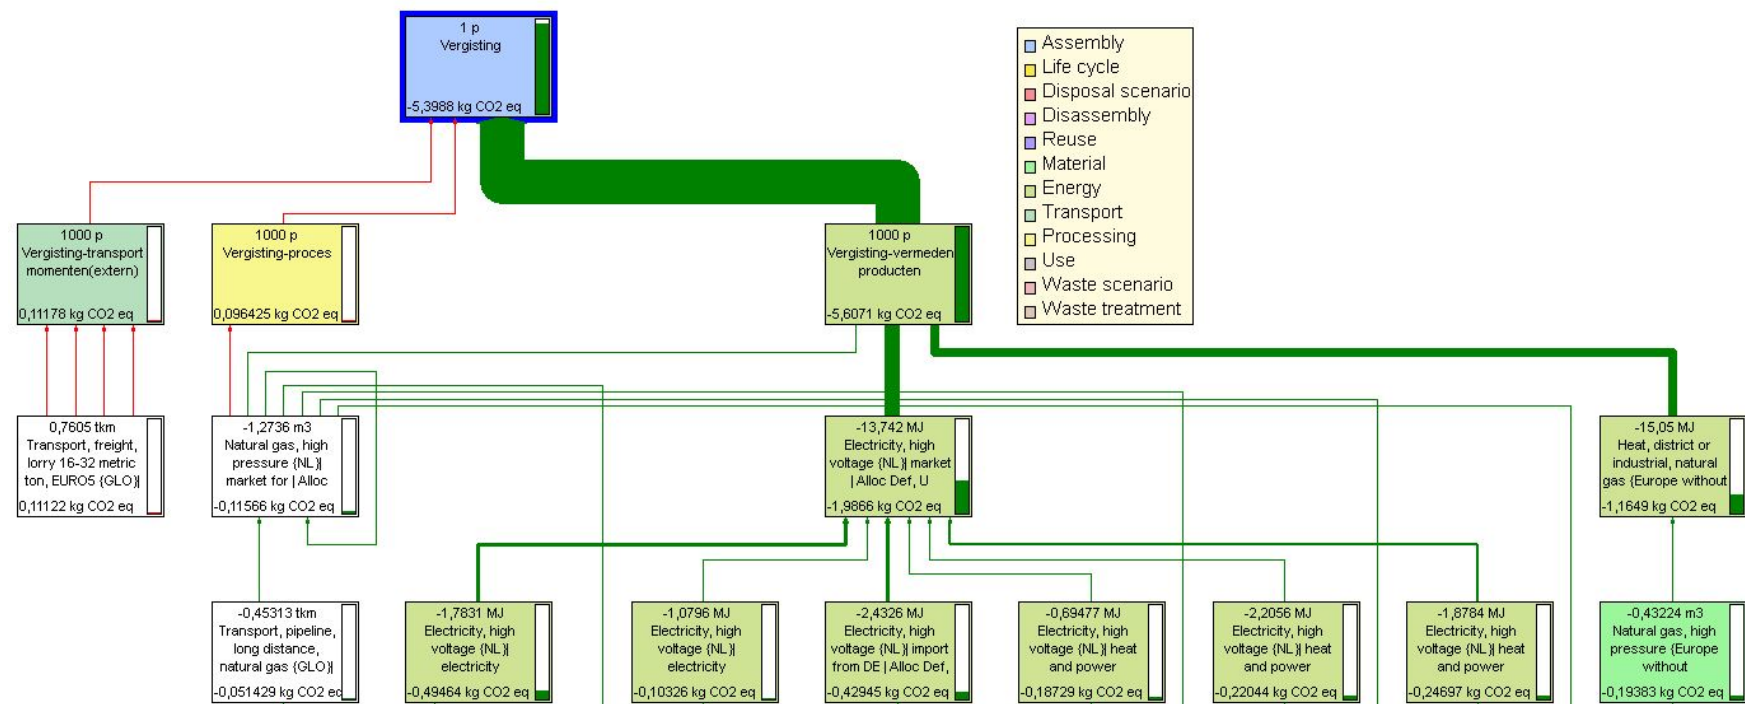 1 p
Vergisting
-5,3988 kg CO2 eq
Assembly
Life cycle
Disposal scenario
Disassembly
Reuse
Material
Energy
Transport
Processing
Use
Waste scenario
Waste treatment
1000 p
Vergisting-transport
momenten(extern)
0,11178 kg CO2 eq
1000 p
Vergisting-proces
0,096425 kg CO2 eq
1000 p
Vergisting-vermeden
producten
-5,6071 kg CO2 eq
0,7605 tkm
Transport, freight,
lorry 16-32 metric
ton, EURO5 {GLO}|
0,11122 kg CO2 eq
-1,2736 m3
Natural gas, high
pressure {NL}|
market for | Alloc
-0,11566 kg CO2 eq
-13,742 MJ
Electricity, high
voltage {NL}| market
| Alloc Def, U
-1,9866 kg CO2 eq
-15,05 MJ
Heat, district or
industrial, natural
gas {Europe without
-1,1649 kg CO2 eq
-0,45313 tkm
Transport, pipeline,
long distance,
natural gas {GLO}|
-0,051429 kg CO2 ec
-1,7831 MJ
Electricity, high
voltage {NL}|
electricity
-0,49464 kg CO2 eq
-1,0796 MJ
Electricity, high
voltage {NL}|
electricity
-0,10326 kg CO2 eq
-2,4326 MJ
Electricity, high
voltage {NL}| import
from DE | Alloc Def,
-0,42945 kg CO2 eq
-0,69477 MJ
Electricity, high
voltage {NL}| heat
and power
-0,18729 kg CO2 eq
-2,2056 MJ
Electricity, high
voltage {NL}| heat
and power
-0,22044 kg CO2 eq
-1,8784 MJ
Electricity, high
voltage {NL}| heat
and power
-0,24697 kg CO2 eq
-0,43224 m3
Natural gas, high
pressure {Europe
without
-0,19383 kg CO2 eq